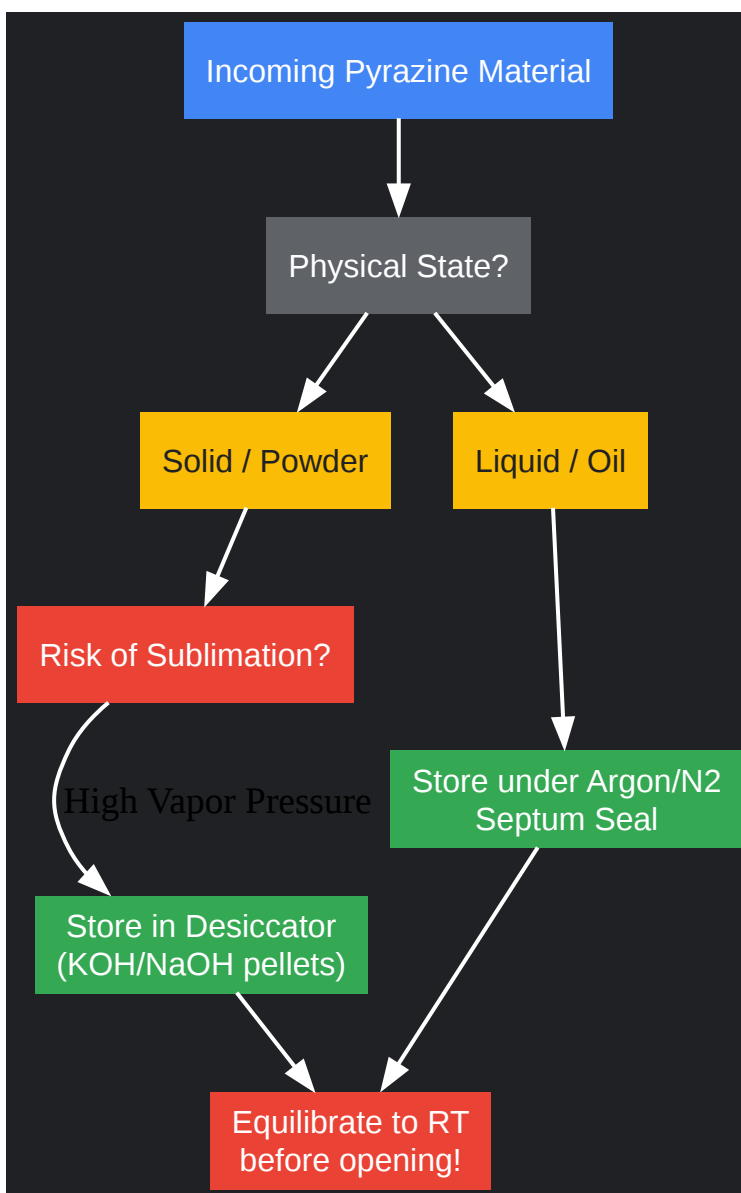 Incoming Pyrazine Material
Physical State?
Solid / Powder
Liquid / Oil
Risk of Sublimation?
High Vapor Pressure
Store under Argon/N2
Septum Seal
Store in Desiccator
(KOH/NaOH pellets)
Equilibrate to RT
before opening!